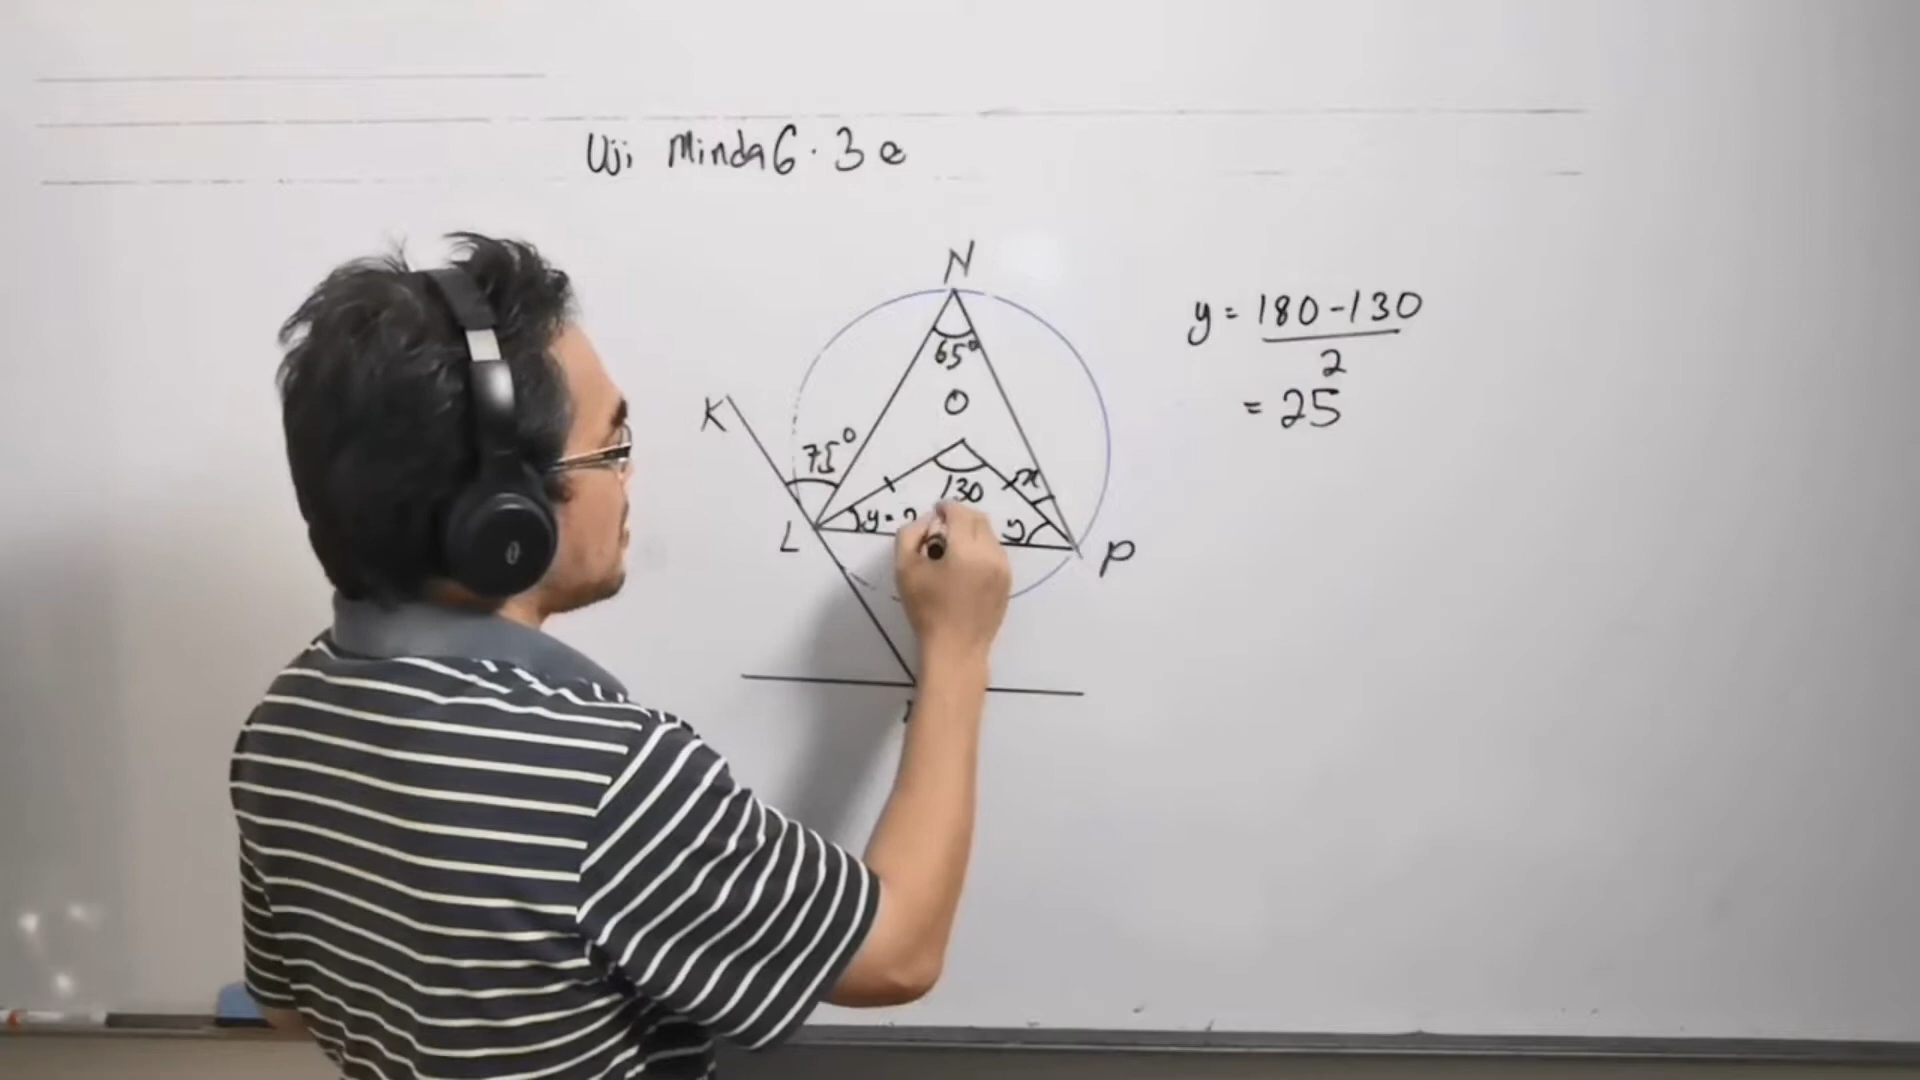 Uji Minda 6.3e
N
65°
O
K
75°
130
x
y=
y
L
P
y = 180-130
2
= 25